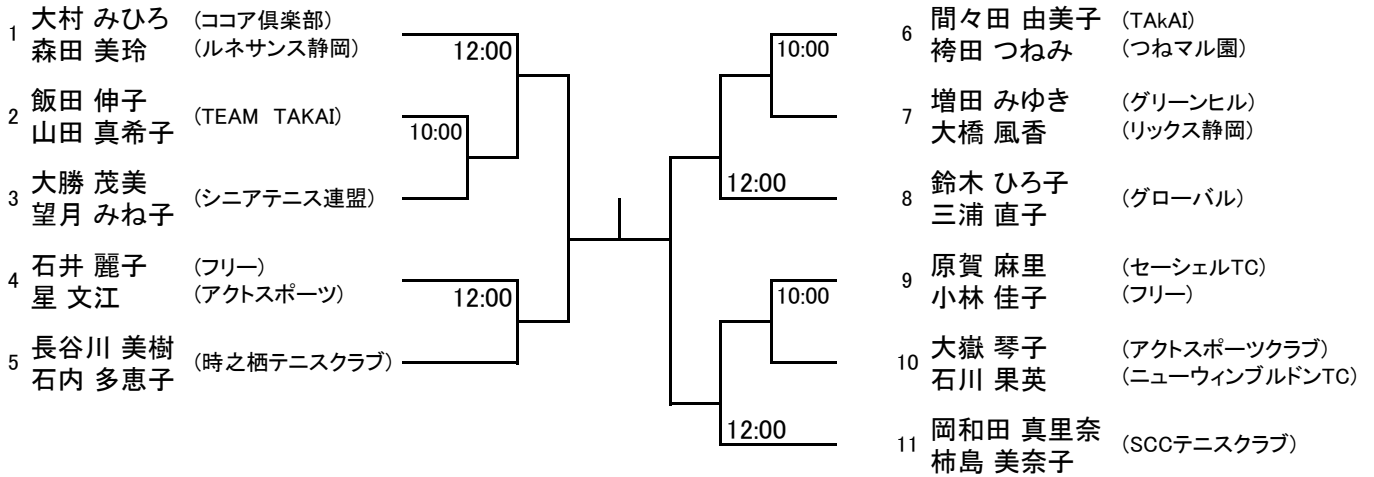 1 大村 みひろ (ココア倶楽部)
森田 美玲 (ルネサンス静岡)
12:00
2 飯田 伸子 (TEAM TAKAI)
山田 真希子
10:00
3 大勝 茂美 (シニアテニス連盟)
望月 みね子
4 石井 麗子 (フリー)
星 文江 (アクトスポーツ)
12:00
5 長谷川 美樹 (時之栖テニスクラブ)
石内 多恵子
6 間々田 由美子 (TAkAI)
袴田 つねみ (つねマル園)
10:00
7 増田 みゆき (グリーンヒル)
大橋 風香 (リックス静岡)
12:00
8 鈴木 ひろ子 (グローバル)
三浦 直子
9 原賀 麻里 (セーシェルTC)
小林 佳子 (フリー)
10:00
10 大嶽 琴子 (アクトスポーツクラブ)
石川 果英 (ニューウィンブルドンTC)
12:00
11 岡和田 真里奈 (SCCテニスクラブ)
柿島 美奈子